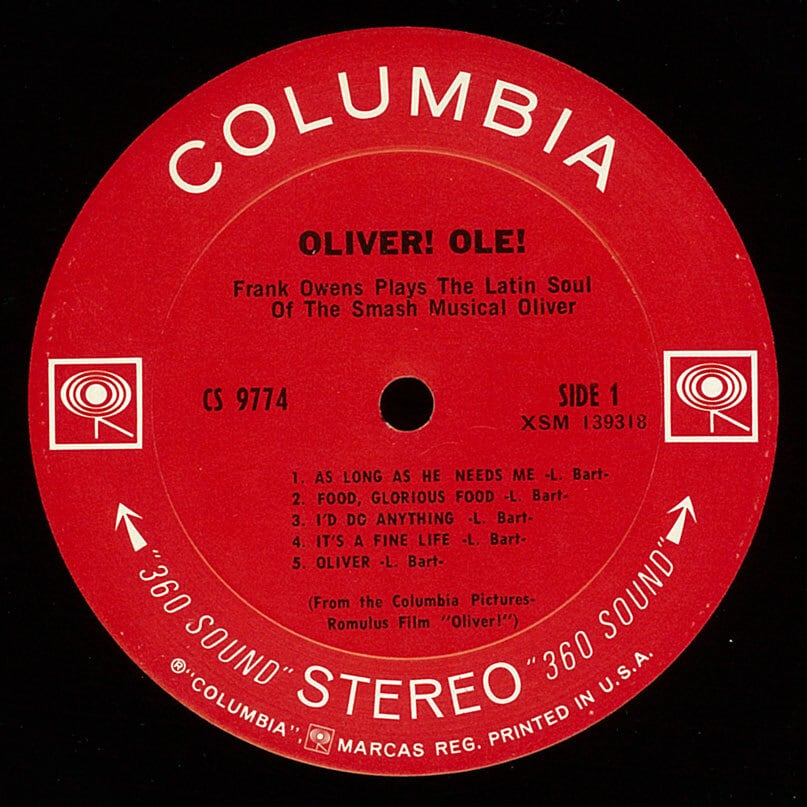 COLUMBIA
OLIVER! OLE!
Frank Owens Plays The Latin Soul
Of The Smash Musical Oliver
CS 9774
SIDE 1
XSM 139318
1. AS LONG AS HE NEEDS ME -L. Bart-
2. FOOD, GLORIOUS FOOD -L. Bart-
3. I'D DO ANYTHING -L. Bart-
4. IT'S A FINE LIFE -L. Bart-
5. OLIVER -L. Bart-
(From the Columbia Pictures-
Romulus Film "Oliver!")
"360 SOUND" STEREO "360 SOUND"
®"COLUMBIA", MARCAS REG. PRINTED IN U.S.A.